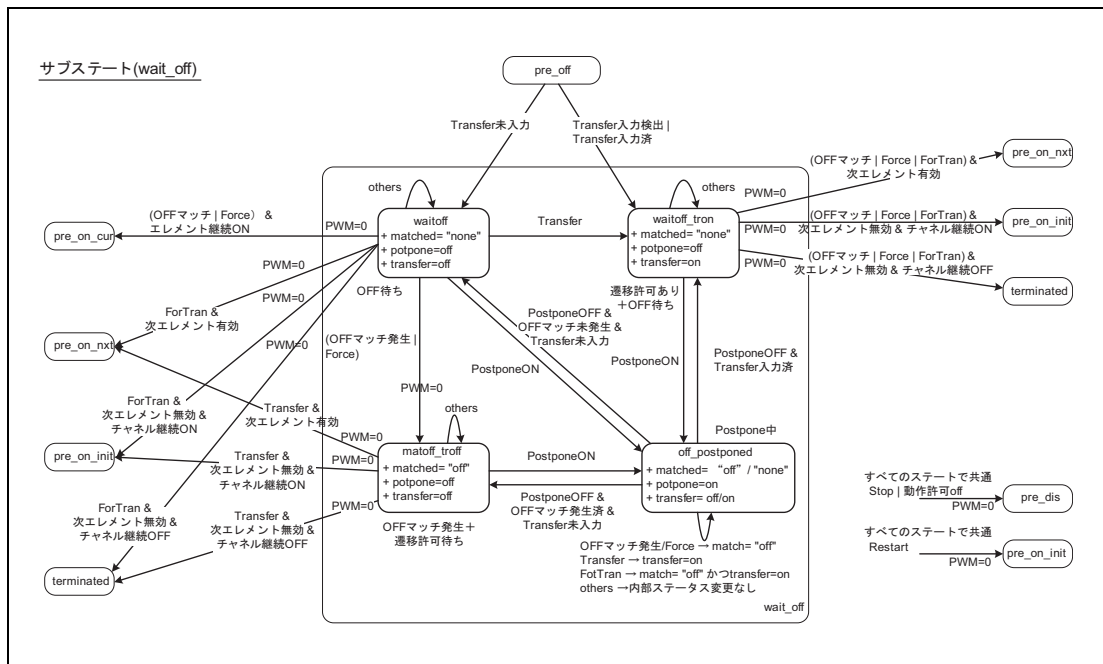 サブステート(wait_off)
pre_off
Transfer未入力
Transfer入力検出 |
Transfer入力済
pre_on_nxt
(OFFマッチ | Force | ForTran) &
次エレメント有効
PWM=0
others
others
waitoff
+ matched= "none"
+ potpone=off
+ transfer=off
Transfer
waitoff_tron
+ matched= "none"
+ potpone=off
+ transfer=on
(OFFマッチ | Force) &
エレメント継続ON
PWM=0
pre_on_cur
(OFFマッチ | Force | ForTran) &
次エレメント無効 & チャネル継続ON
PWM=0
pre_on_init
(OFFマッチ | Force | ForTran) &
次エレメント無効 & チャネル継続OFF
PWM=0
terminated
PWM=0
PWM=0
PWM=0
OFF待ち
遷移許可あり
+OFF待ち
ForTran &
次エレメント有効
pre_on_nxt
(OFFマッチ発生 |
Force)
PWM=0
PostponeOFF &
OFFマッチ未発生 &
Transfer未入力
PostponeON
PostponeON
PostponeOFF &
Transfer入力済
ForTran &
次エレメント無効 &
チャネル継続ON
Transfer &
次エレメント有効
PWM=0
others
Postpone中
pre_on_init
Transfer &
次エレメント無効 &
チャネル継続ON
PWM=0
matoff_troff
+ matched= "off"
+ potpone=off
+ transfer=off
PostponeON
off_postponed
+ matched= “off” / "none"
+ potpone=on
+ transfer= off/on
PostponeOFF &
OFFマッチ発生済 &
Transfer未入力
ForTran &
次エレメント無効 &
チャネル継続OFF
Transfer &
次エレメント無効 &
チャネル継続OFF
PWM=0
OFFマッチ発生+
遷移許可待ち
terminated
OFFマッチ発生/Force → match= "off"
Transfer → transfer=on
FotTran → match= "off" かつtransfer=on
others →内部ステータス変更なし
wait_off
すべてのステートで共通
Stop | 動作許可off
PWM=0
pre_dis
すべてのステートで共通
Restart
PWM=0
pre_on_init